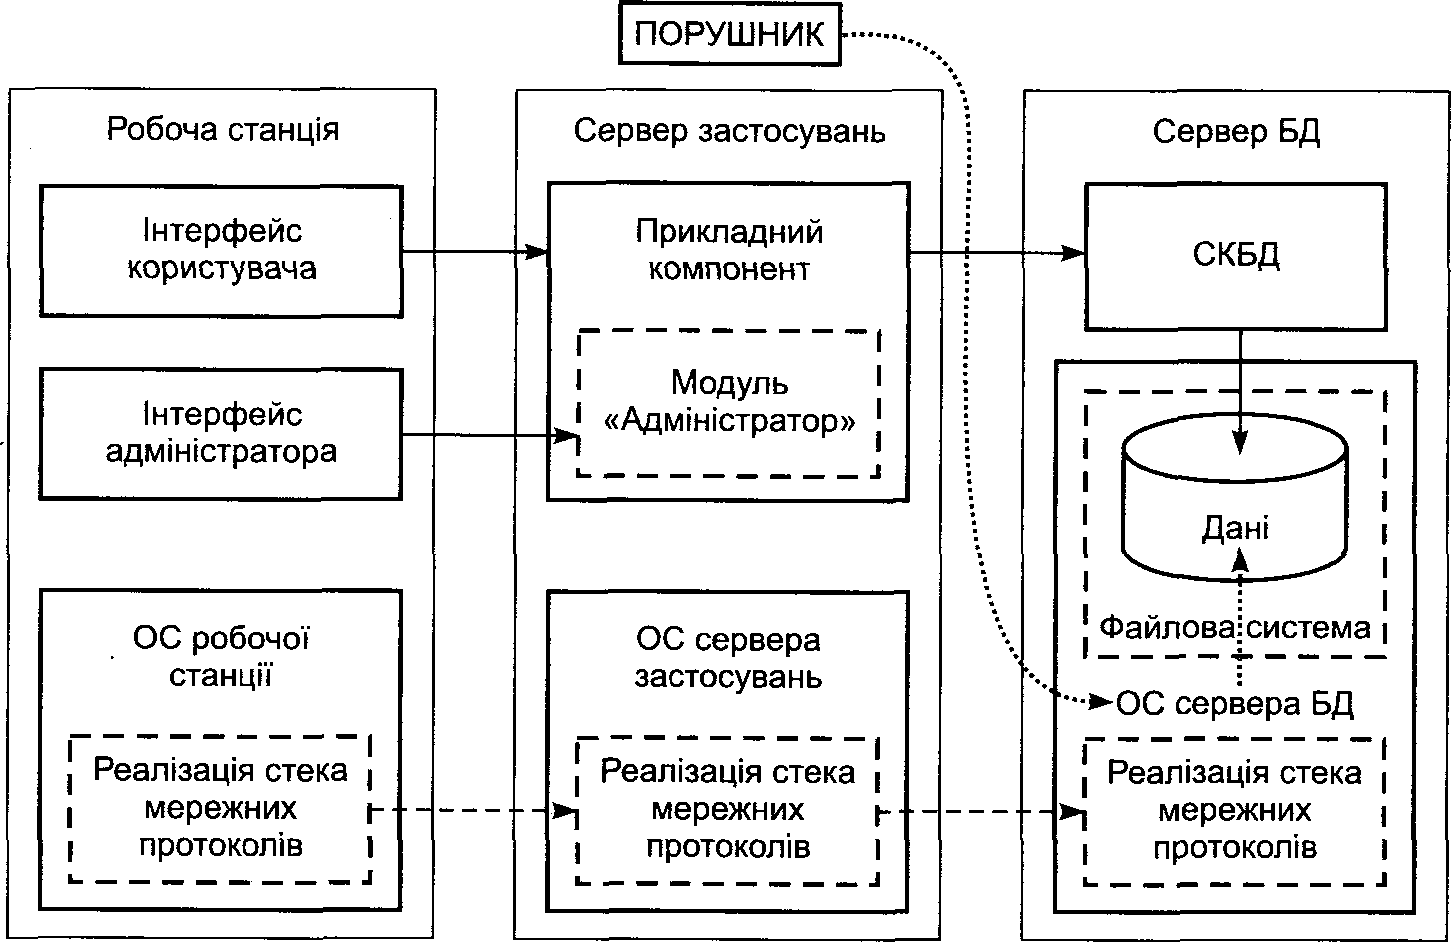 ПОРУШНИК
Робоча станція
Інтерфейс
користувача
Інтерфейс
адміністратора
ОС робочої
станції
Реалізація стека
мережних
протоколів
Сервер застосувань
Прикладний
компонент
Модуль
«Адміністратор»
ОС сервера
застосувань
Реалізація стека
мережних
протоколів
Сервер БД
СКБД
Дані
Файлова система
ОС сервера БД
Реалізація стека
мережних
протоколів